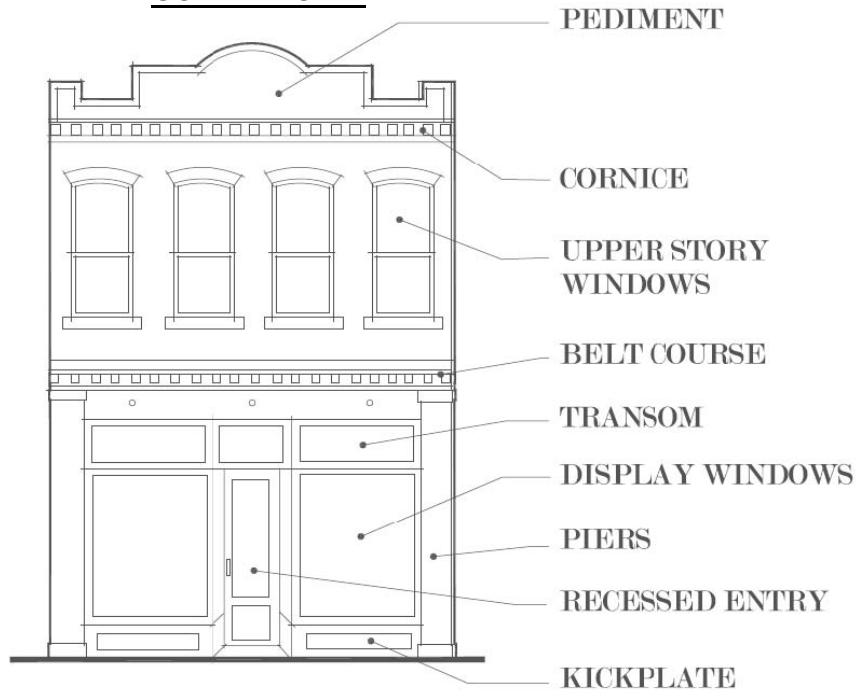 PEDIMENT
CORNICE
UPPER STORY
WINDOWS
BELT COURSE
TRANSOM
DISPLAY WINDOWS
PIERS
RECESSED ENTRY
KICKPLATE